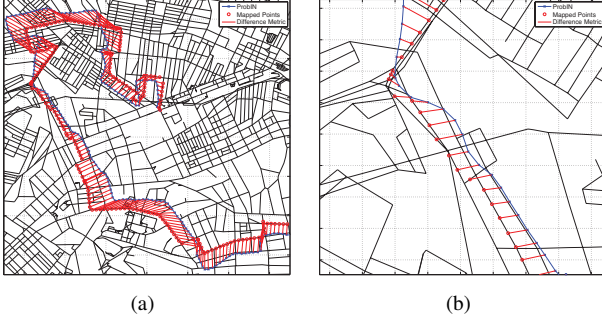 ProbIN
Mapped Points
Difference Metric
ProbIN
Mapped Points
Difference Metric
(a)
(b)